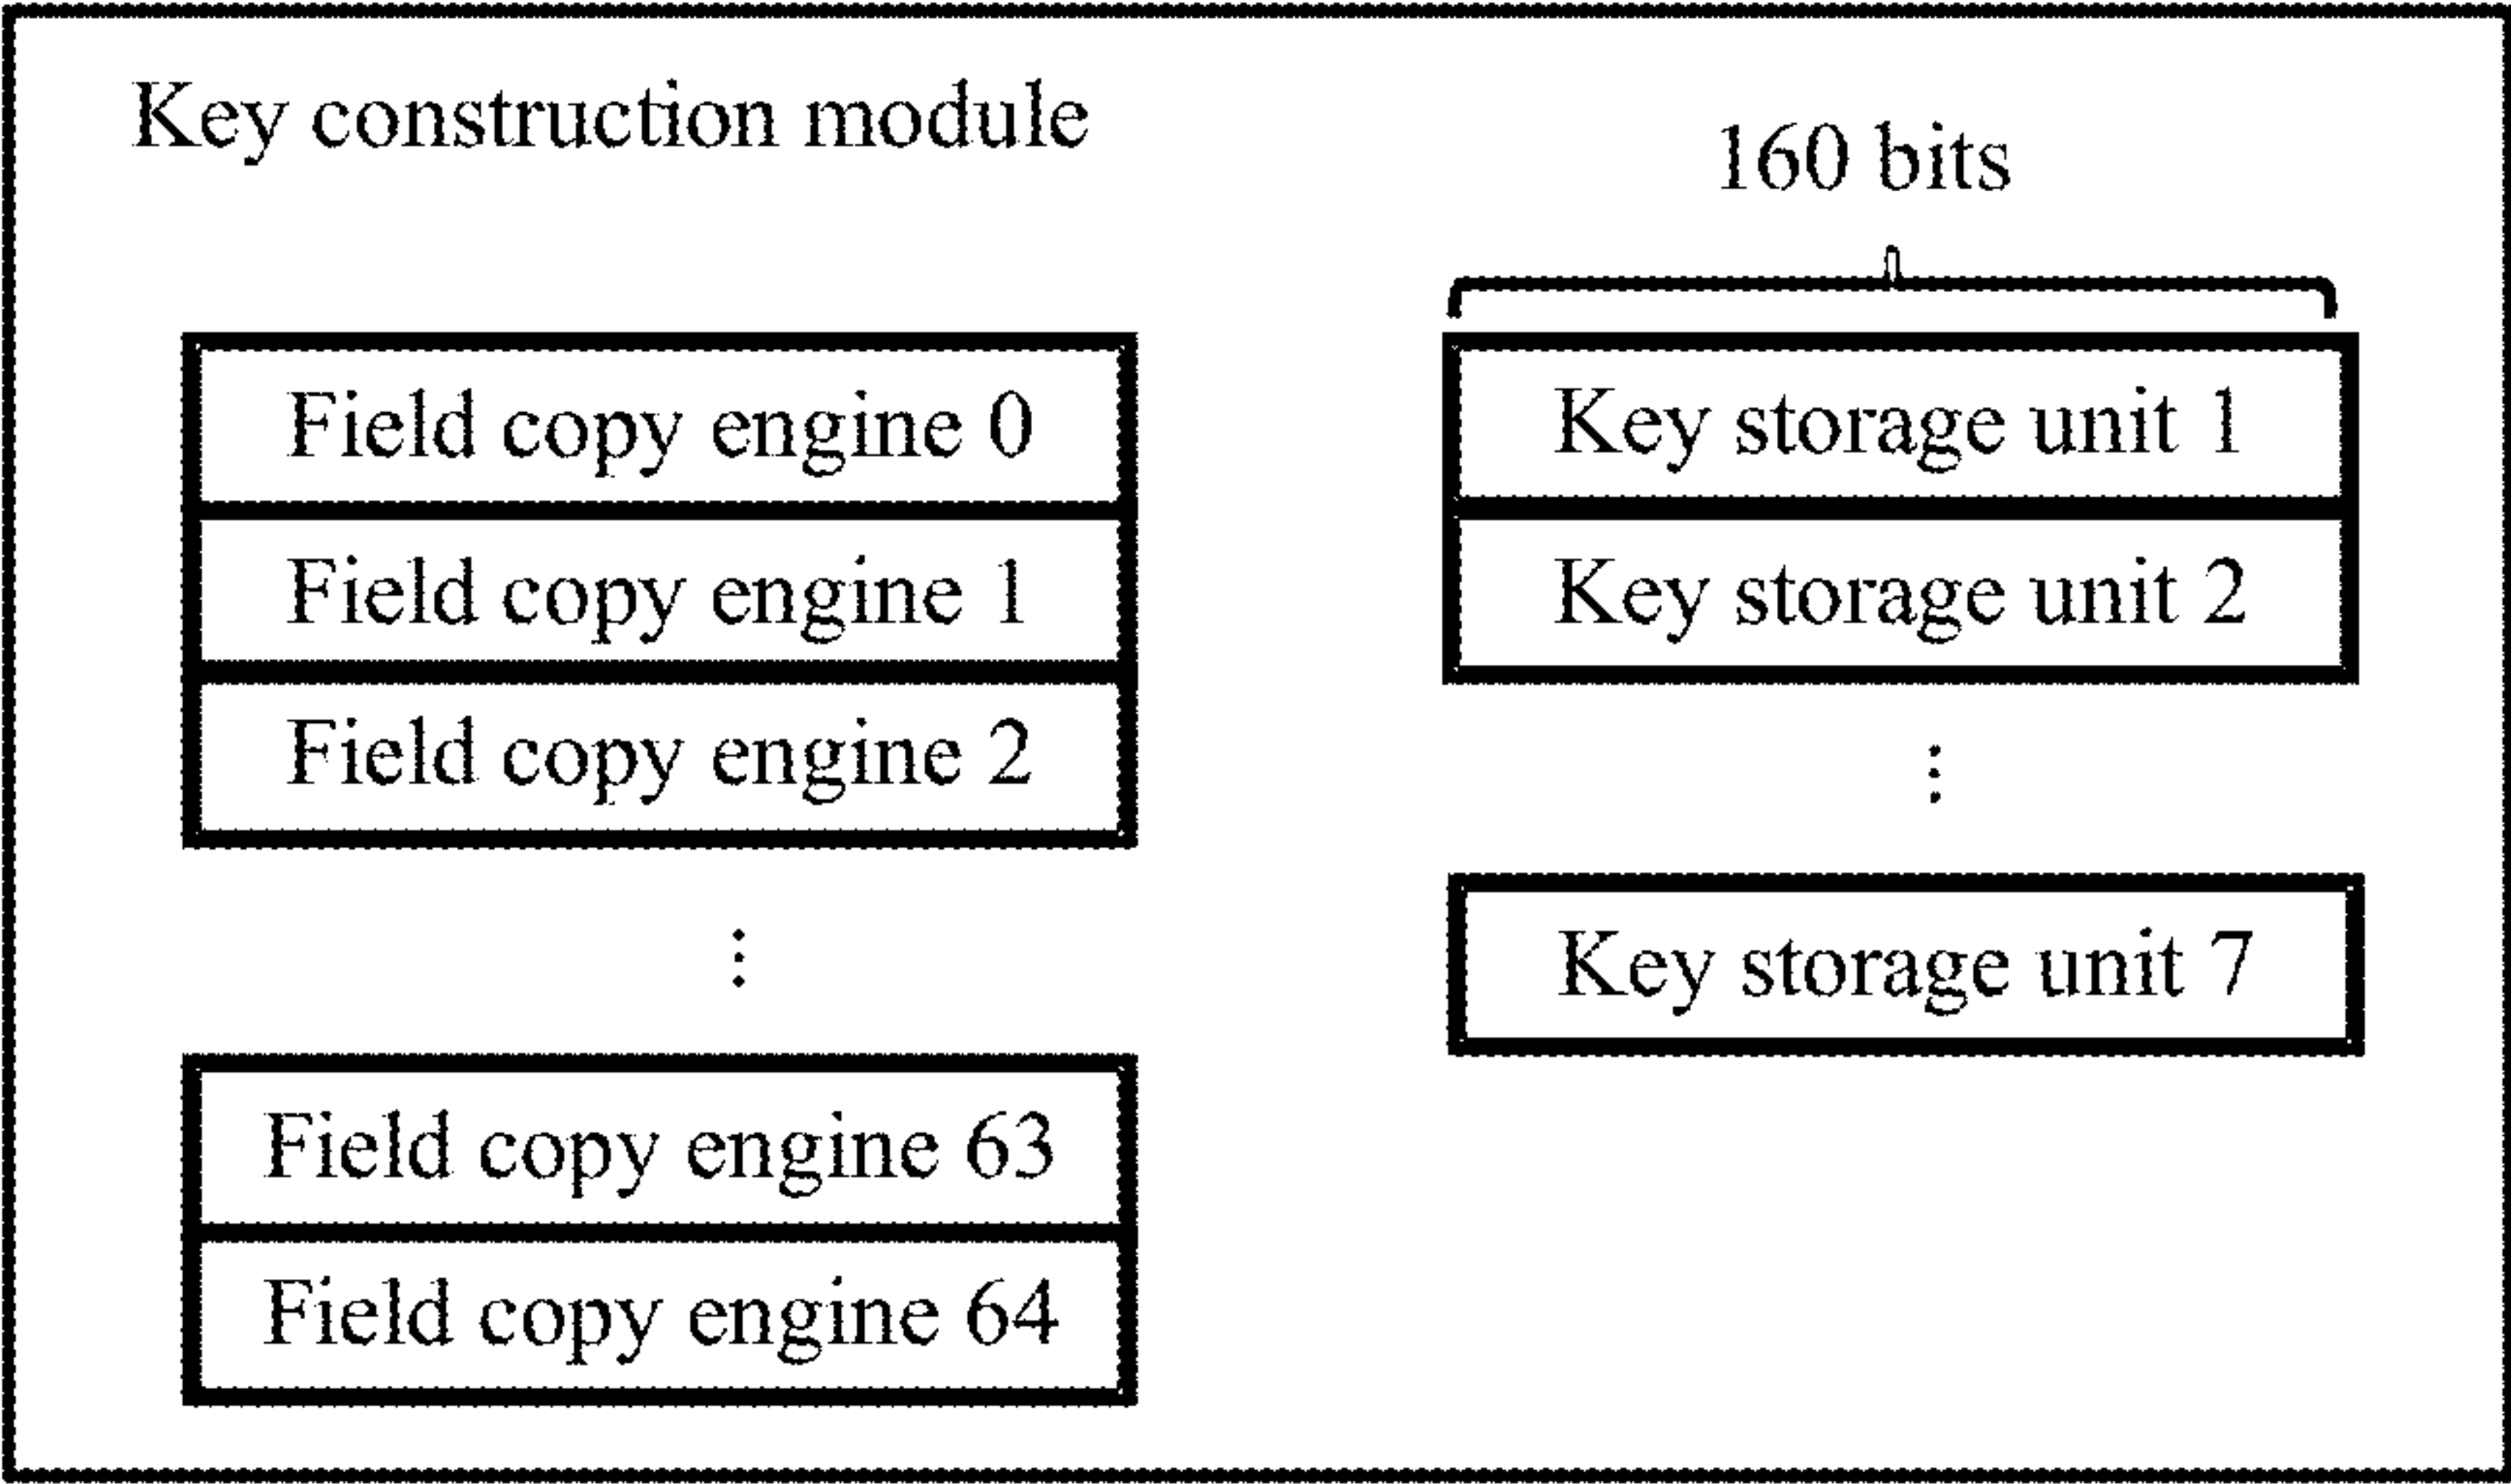 Key construction module
160 bits
Field copy engine 0
Field copy engine 1
Field copy engine 2
⋮
Field copy engine 63
Field copy engine 64
Key storage unit 1
Key storage unit 2
⋮
Key storage unit 7